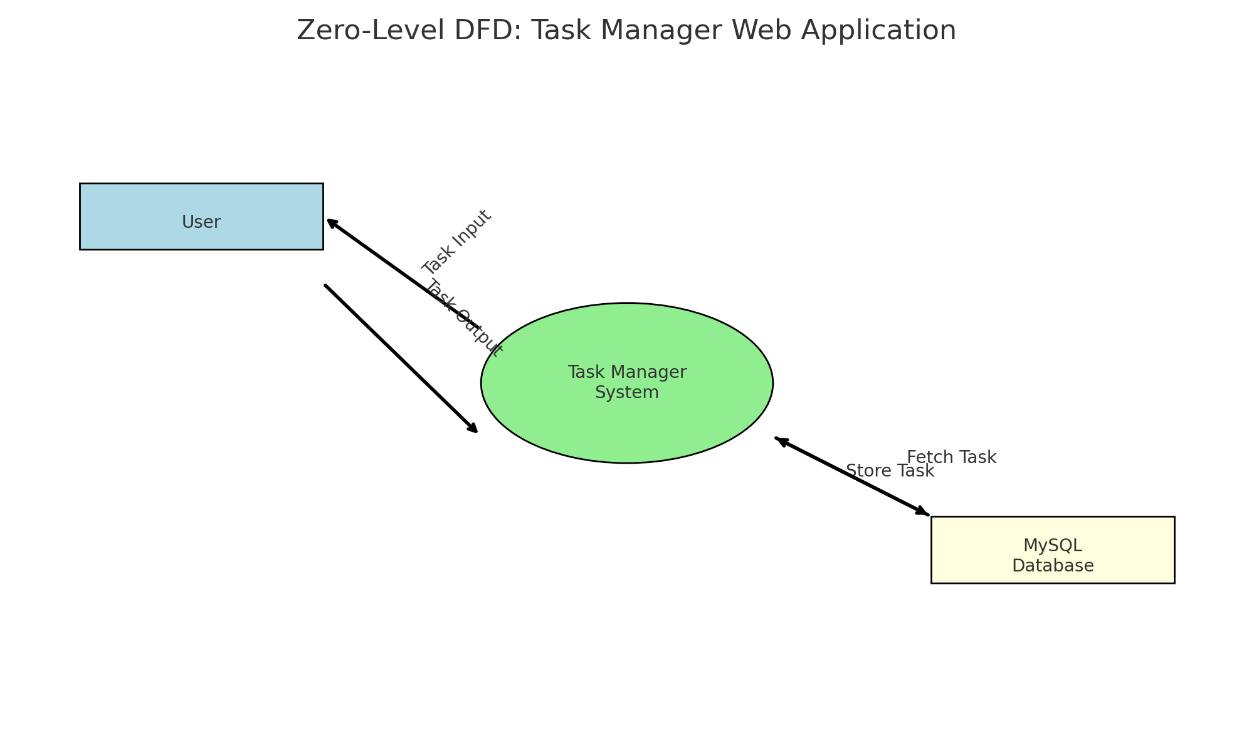 Zero-Level DFD: Task Manager Web Application
User
Task Input
Task Output
Task Manager
System
Fetch Task
Store Task
MySQL
Database